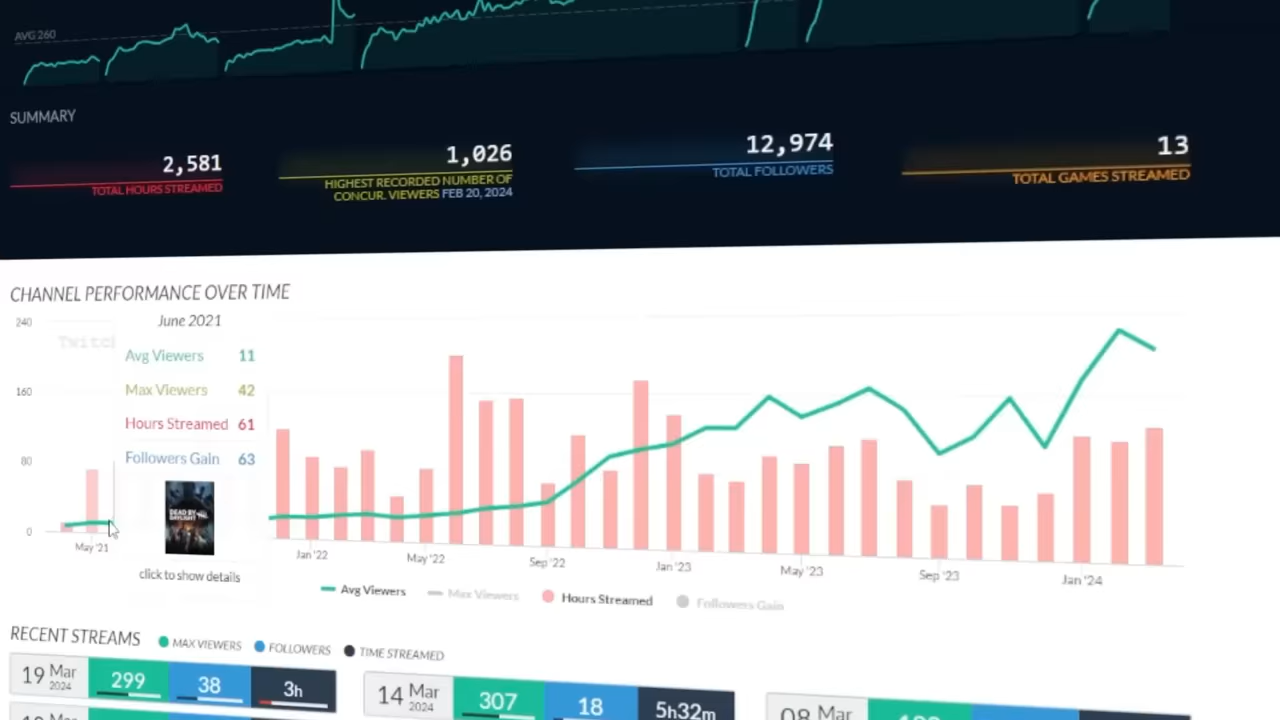 AVG 260
SUMMARY
2,581
TOTAL HOURS STREAMED
1,026
HIGHEST RECORDED NUMBER OF
CONCUR. VIEWERS FEB 20, 2024
12,974
TOTAL FOLLOWERS
13
TOTAL GAMES STREAMED
CHANNEL PERFORMANCE OVER TIME
240
160
80
0
June 2021
Avg Viewers 11
Max Viewers 42
Hours Streamed 61
Followers Gain 63
DEAD BY
DAYLIGHT
click to show details
May '21
Jan '22
May '22
Sep '22
Jan '23
May '23
Sep '23
Jan '24
Avg Viewers
Max Viewers
Hours Streamed
Followers Gain
RECENT STREAMS
MAX VIEWERS
FOLLOWERS
TIME STREAMED
19 Mar
2024
299
38
3h
14 Mar
2024
307
18
5h32m
08 Mar